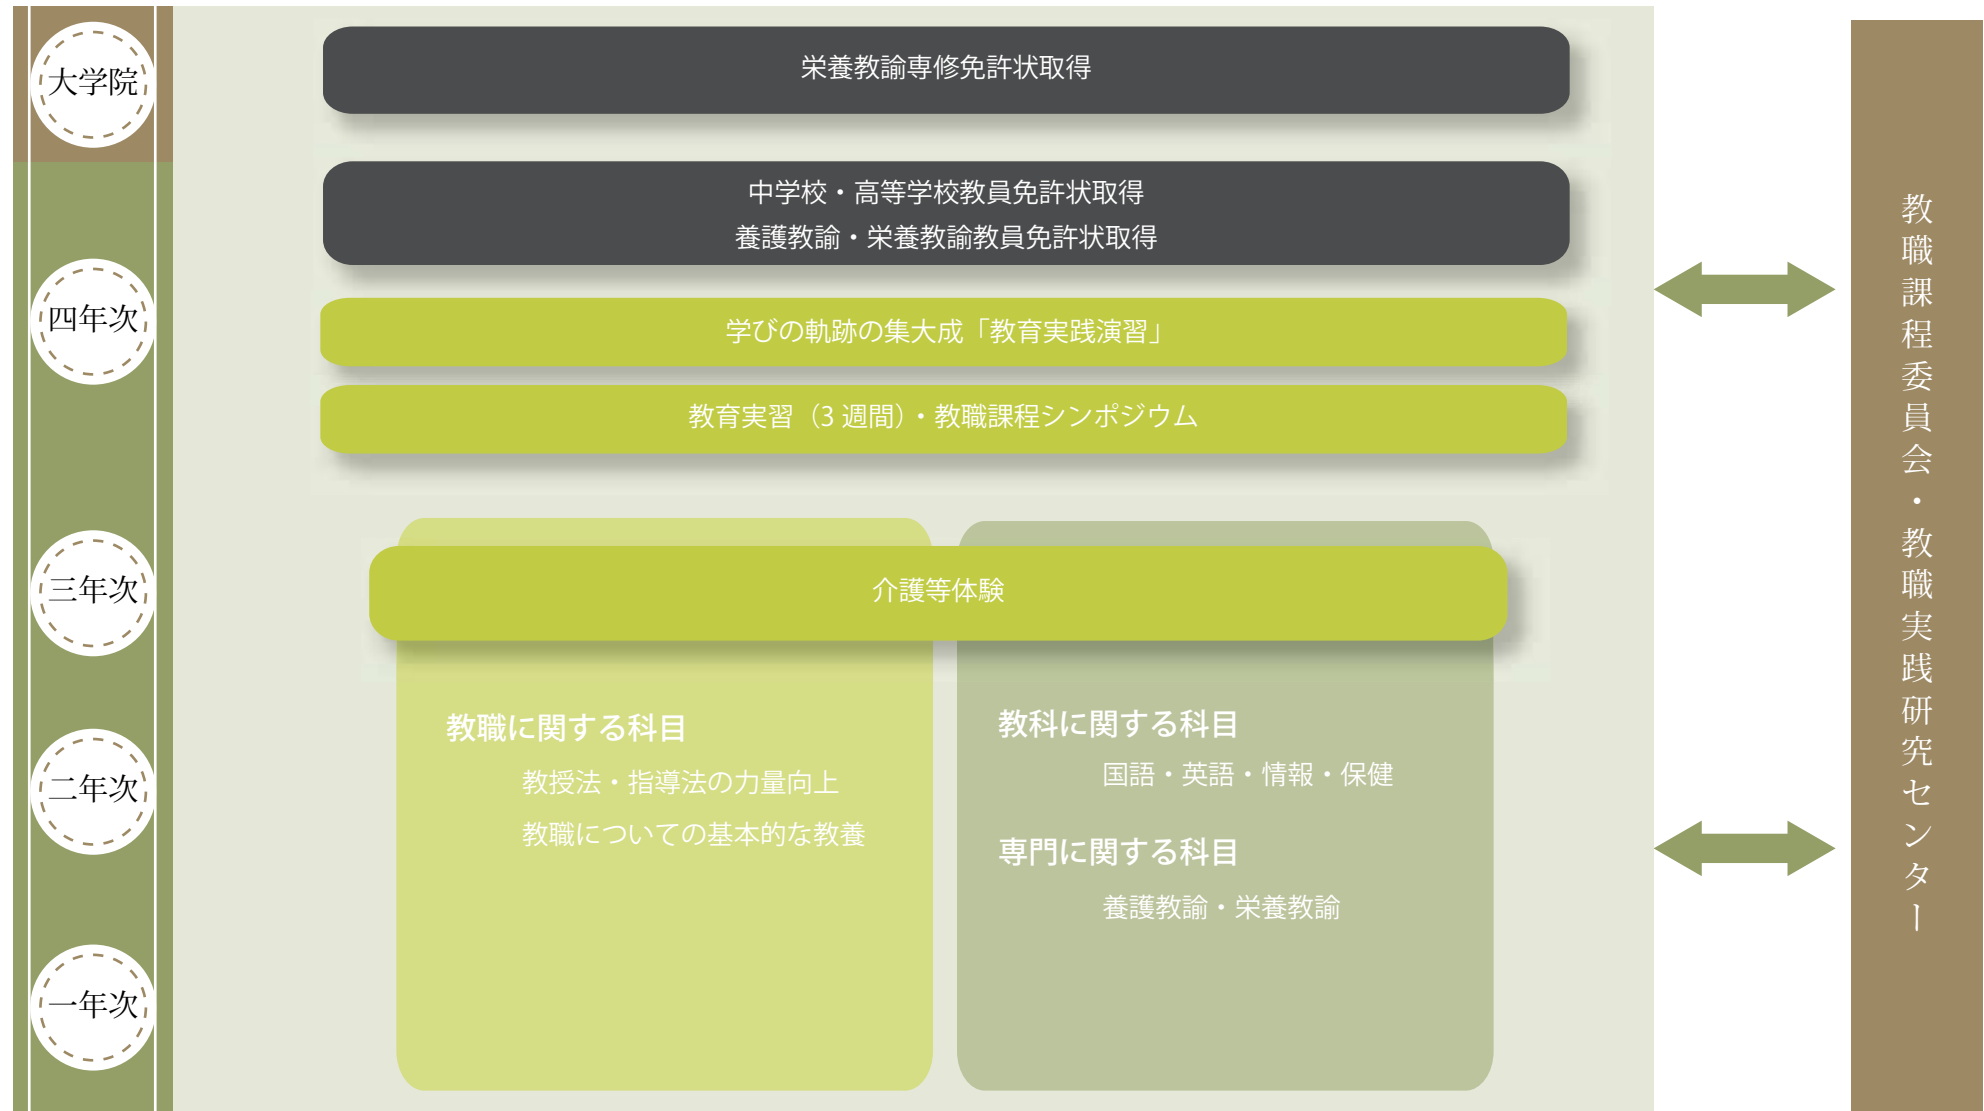 大学院
栄養教諭専修免許状取得
中学校・高等学校教員免許状取得
養護教諭・栄養教諭教員免許状取得
四年次
学びの軌跡の集大成「教育実践演習」
教育実習（3 週間）・教職課程シンポジウム
三年次
介護等体験
教職に関する科目
教授法・指導法の力量向上
教職についての基本的な教養
教科に関する科目
国語・英語・情報・保健
専門に関する科目
養護教諭・栄養教諭
二年次
一年次
教職課程委員会・教職実践研究センター